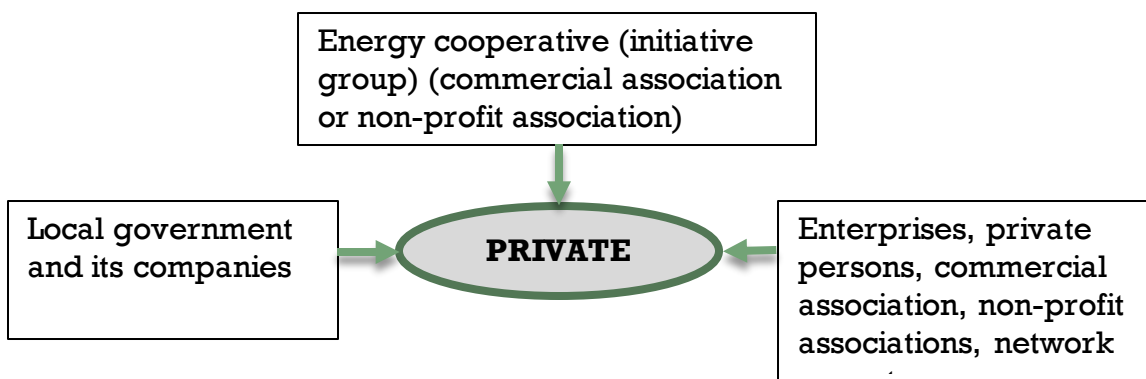 Energy cooperative (initiative
group) (commercial association
or non-profit association)
Local government
and its companies
PRIVATE
Enterprises, private
persons, commercial
association, non-profit
associations, network